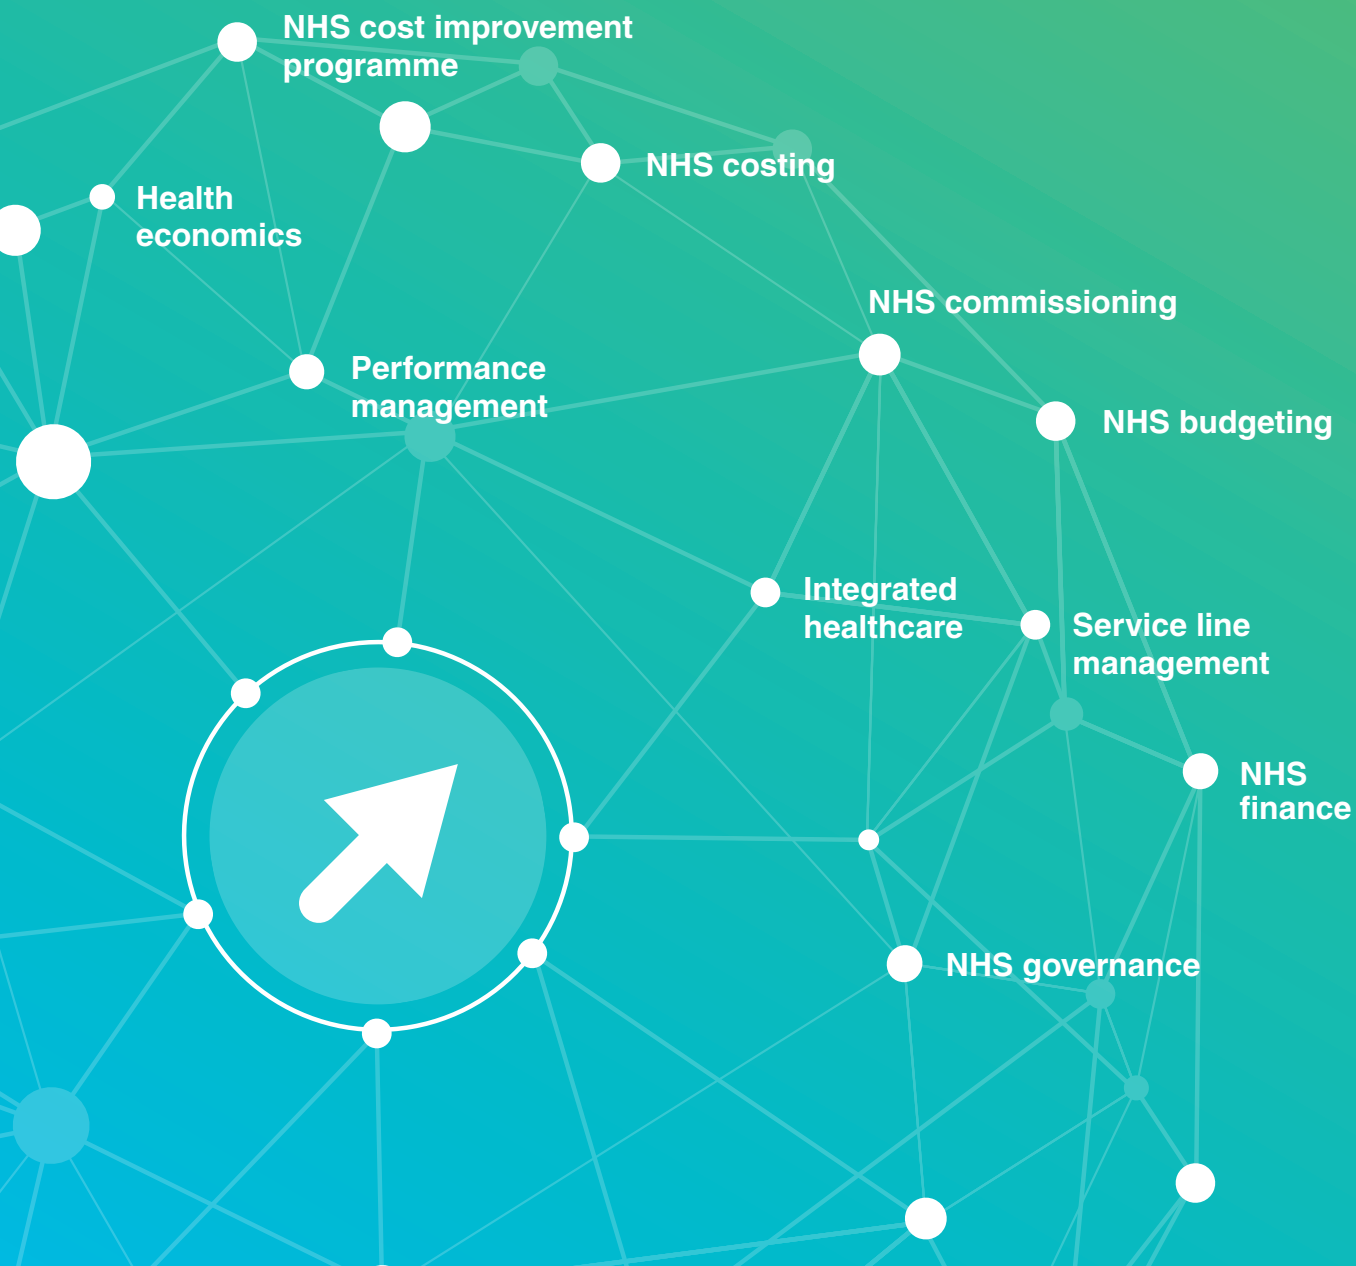 NHS cost improvement
programme
NHS costing
Health
economics
NHS commissioning
Performance
management
NHS budgeting
Integrated
healthcare
Service line
management
NHS
finance
NHS governance